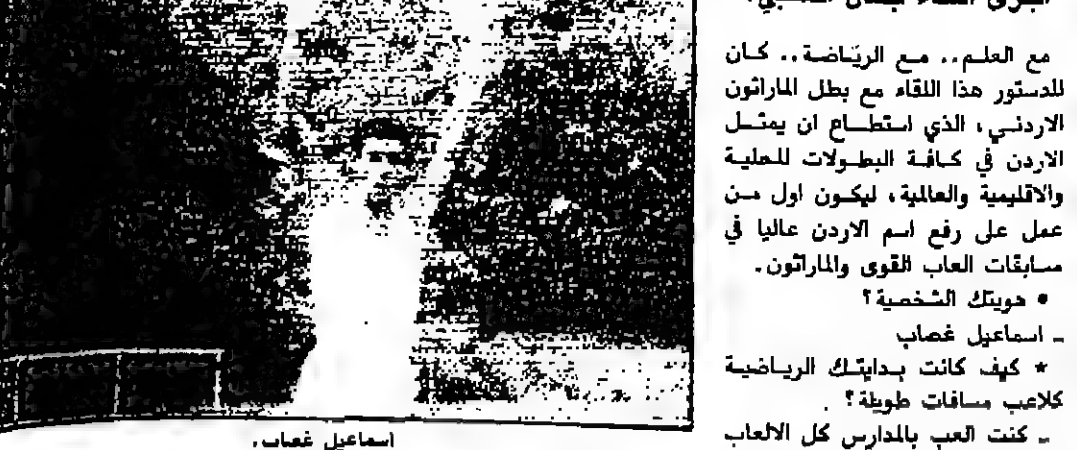 مع العلم.. مع الرياضة.. كان
للدستور هذا اللقاء مع بطل الماراثون
الاردني، الذي استطاع ان يمثل
الاردن في كافة البطولات المحلية
والاقليمية والعالمية، ليكون اول من
عمل على رفع اسم الاردن عاليا في
مسابقات العاب القوى والماراثون.
• هويتك الشخصية؟
ـ اسماعيل غصاب
* كيف كانت بدايتك الرياضية
كلاعب مسافات طويلة؟
ـ كنت العب بالمدارس كل الالعاب
اسماعيل غصاب.